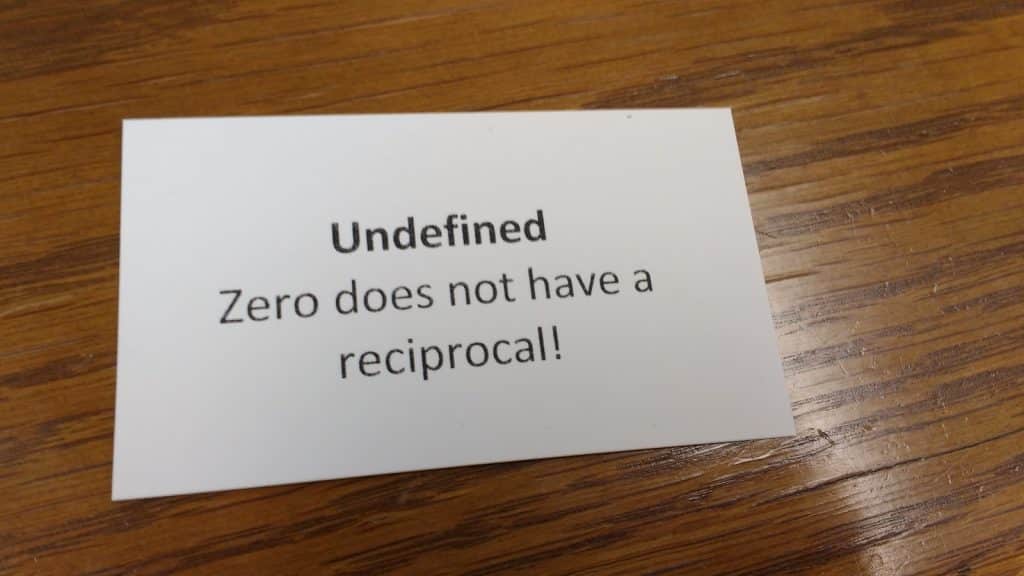 Undefined
Zero does not have a
reciprocal!